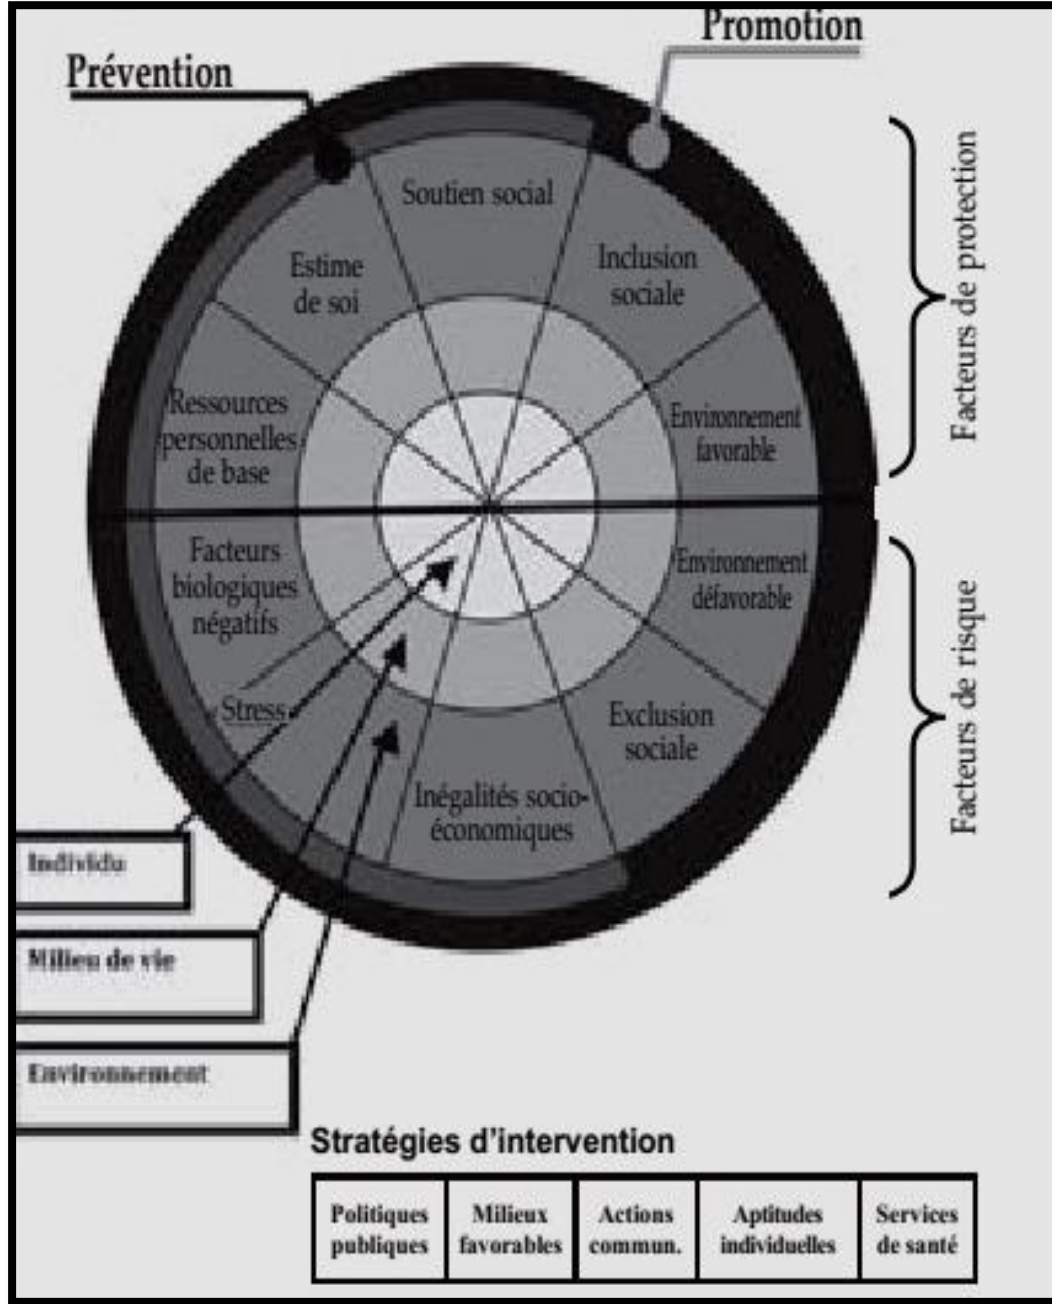 Promotion
Prévention
Soutien social
Estime
de soi
Inclusion
sociale
Ressources
personnelles
de base
Environnement
favorable
Facteurs de protection
Facteurs
biologiques
négatifs
Environnement
défavorable
Stress
Exclusion
sociale
Inégalités socio-
économiques
Facteurs de risque
Individu
Milieu de vie
Environnement
Stratégies d'intervention
Politiques
publiques
Milieux
favorables
Actions
commun.
Aptitudes
individuelles
Services
de santé